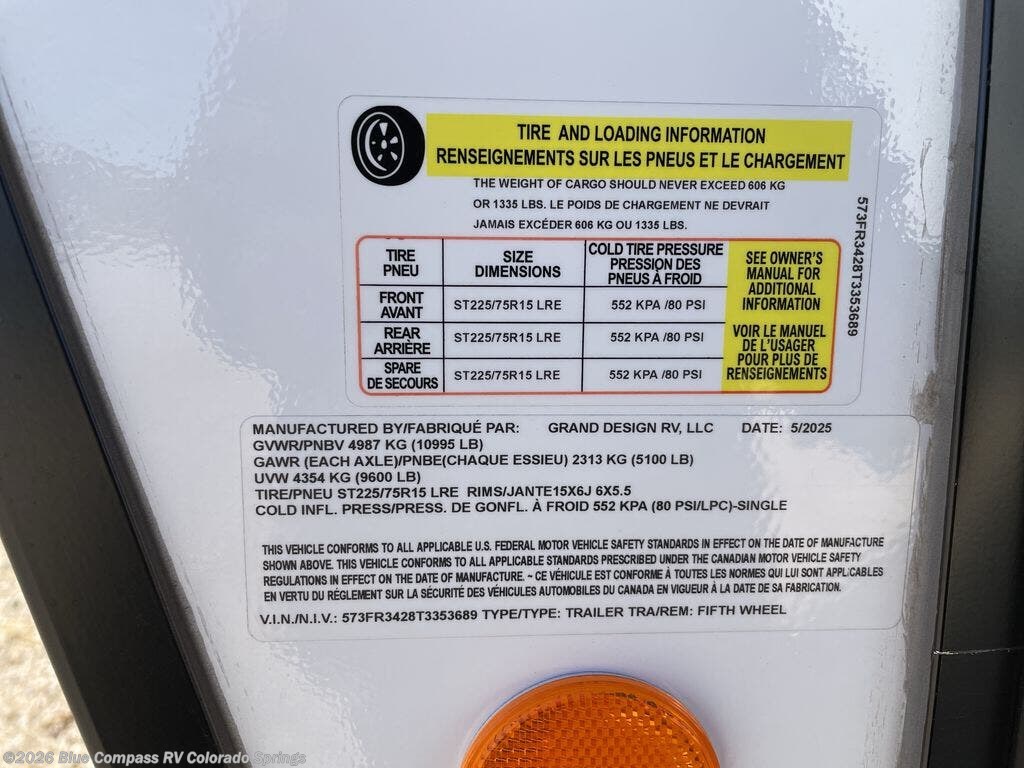 TIRE AND LOADING INFORMATION
RENSEIGNEMENTS SUR LES PNEUS ET LE CHARGEMENT
THE WEIGHT OF CARGO SHOULD NEVER EXCEED 606 KG
OR 1335 LBS. LE POIDS DE CHARGEMENT NE DEVRAIT
JAMAIS EXCÉDER 606 KG OU 1335 LBS.
TIRE PNEU SIZE DIMENSIONS COLD TIRE PRESSURE PRESSION DES PNEUS À FROID
FRONT AVANT ST225/75R15 LRE 552 KPA /80 PSI
REAR ARRIÈRE ST225/75R15 LRE 552 KPA /80 PSI
SPARE DE SECOURS ST225/75R15 LRE 552 KPA /80 PSI
SEE OWNER'S
MANUAL FOR
ADDITIONAL
INFORMATION
VOIR LE MANUEL
DE L'USAGER
POUR PLUS DE
RENSEIGNEMENTS
573FR3428T3353689
MANUFACTURED BY/FABRIQUÉ PAR: GRAND DESIGN RV, LLC DATE: 5/2025
GVWR/PNBV 4987 KG (10995 LB)
GAWR (EACH AXLE)/PNBE(CHAQUE ESSIEU) 2313 KG (5100 LB)
UVW 4354 KG (9600 LB)
TIRE/PNEU ST225/75R15 LRE RIMS/JANTE15X6J 6X5.5
COLD INFL. PRESS/PRESS. DE GONFL. À FROID 552 KPA (80 PSI/LPC)-SINGLE
THIS VEHICLE CONFORMS TO ALL APPLICABLE U.S. FEDERAL MOTOR VEHICLE SAFETY STANDARDS IN EFFECT ON THE DATE OF MANUFACTURE
SHOWN ABOVE. THIS VEHICLE CONFORMS TO ALL APPLICABLE STANDARDS PRESCRIBED UNDER THE CANADIAN MOTOR VEHICLE SAFETY
REGULATIONS IN EFFECT ON THE DATE OF MANUFACTURE. ~ CE VÉHICULE EST CONFORME À TOUTES LES NORMES QUI LUI SONT APPLICABLES
EN VERTU DU RÉGLEMENT SUR LA SÉCURITÉ DES VÉHICULES AUTOMOBILES DU CANADA EN VIGUEUR À LA DATE DE SA FABRICATION.
V.I.N./N.I.V.: 573FR3428T3353689 TYPE/TYPE: TRAILER TRA/REM: FIFTH WHEEL
©2026 Blue Compass RV Colorado Springs